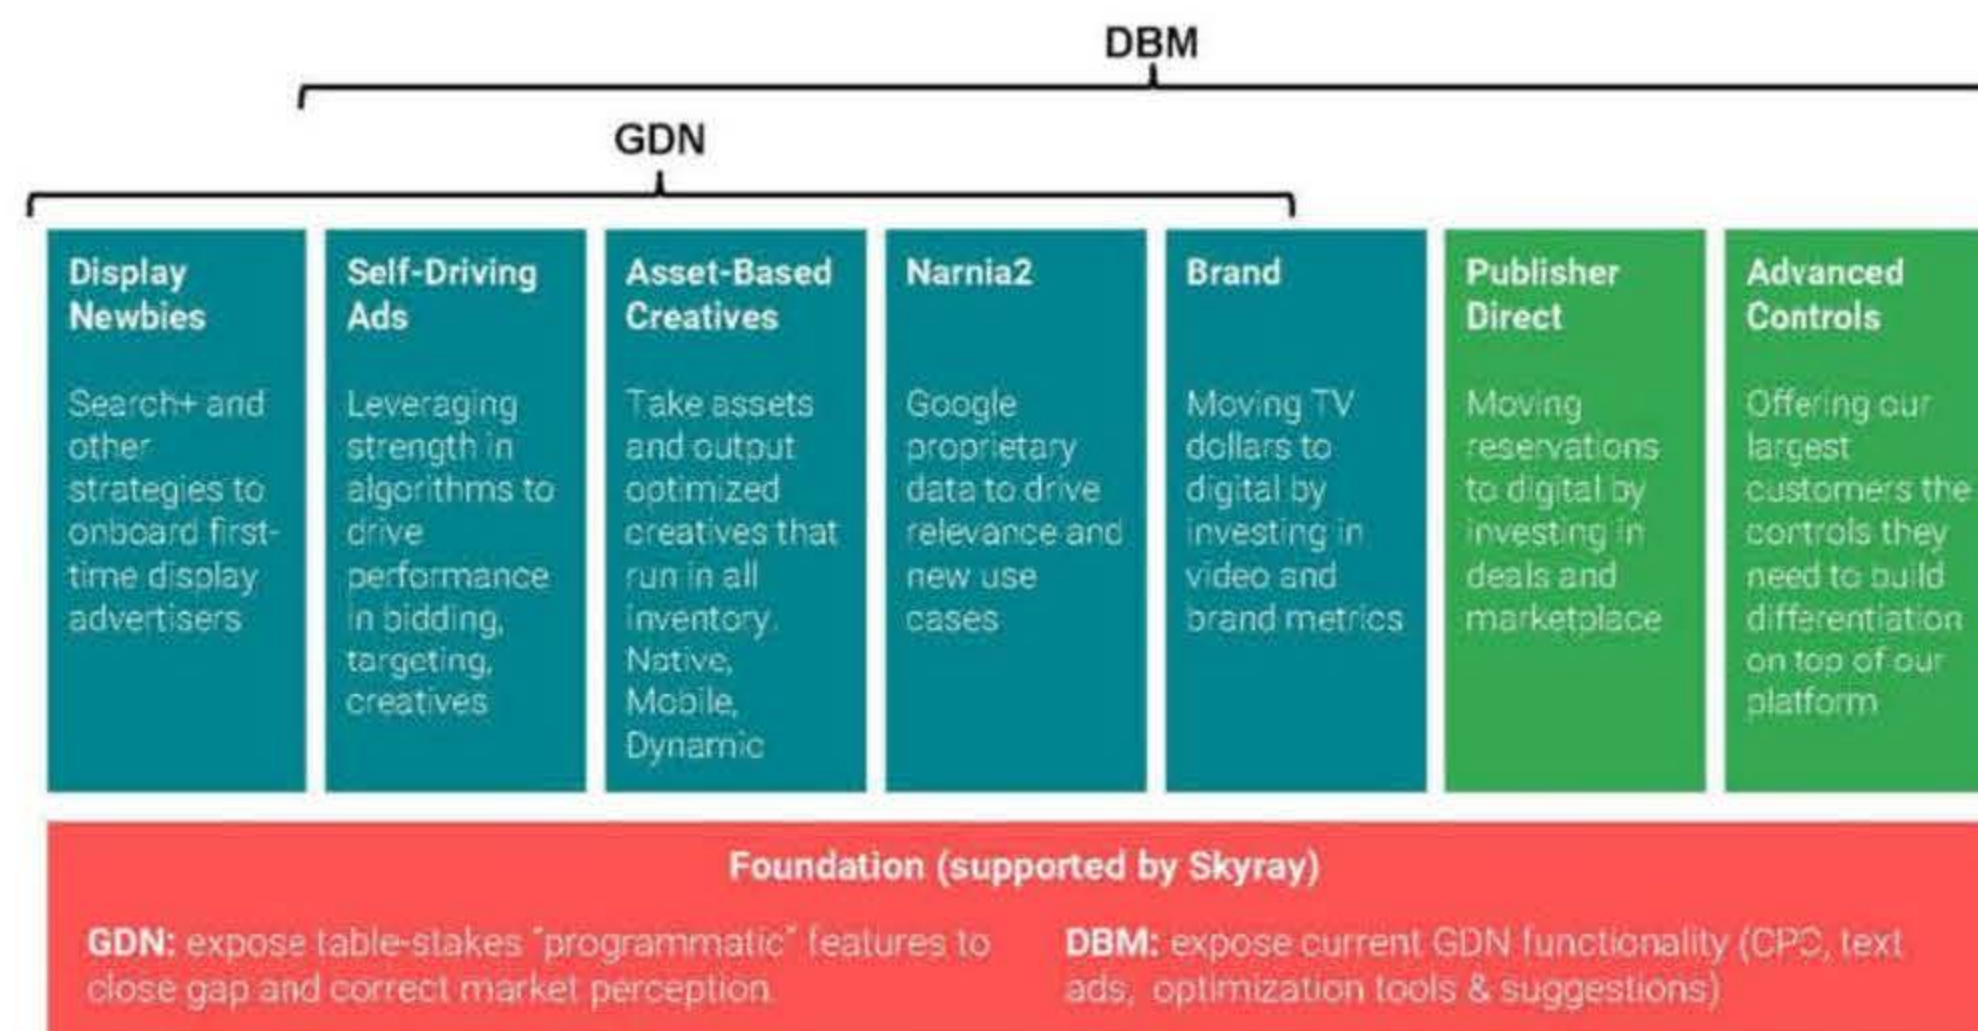 DBM
GDN
Display
Newbies
Search+ and
other
strategies to
onboard first-
time display
advertisers
Self-Driving
Ads
Leveraging
strength in
algorithms to
drive
performance
in bidding,
targeting,
creatives
Asset-Based
Creatives
Take assets
and output
optimized
creatives that
run in all
inventory.
Native,
Mobile,
Dynamic
Narnia2
Google
proprietary
data to drive
relevance and
new use
cases
Brand
Moving TV
dollars to
digital by
investing in
video and
brand metrics
Publisher
Direct
Moving
reservations
to digital by
investing in
deals and
marketplace
Advanced
Controls
Offering our
largest
customers the
controls they
need to build
differentiation
on top of our
platform
Foundation (supported by Skyray)
GDN: expose table-stakes "programmatic" features to
close gap and correct market perception.
DBM: expose current GDN functionality (CPC, text
ads, optimization tools & suggestions)